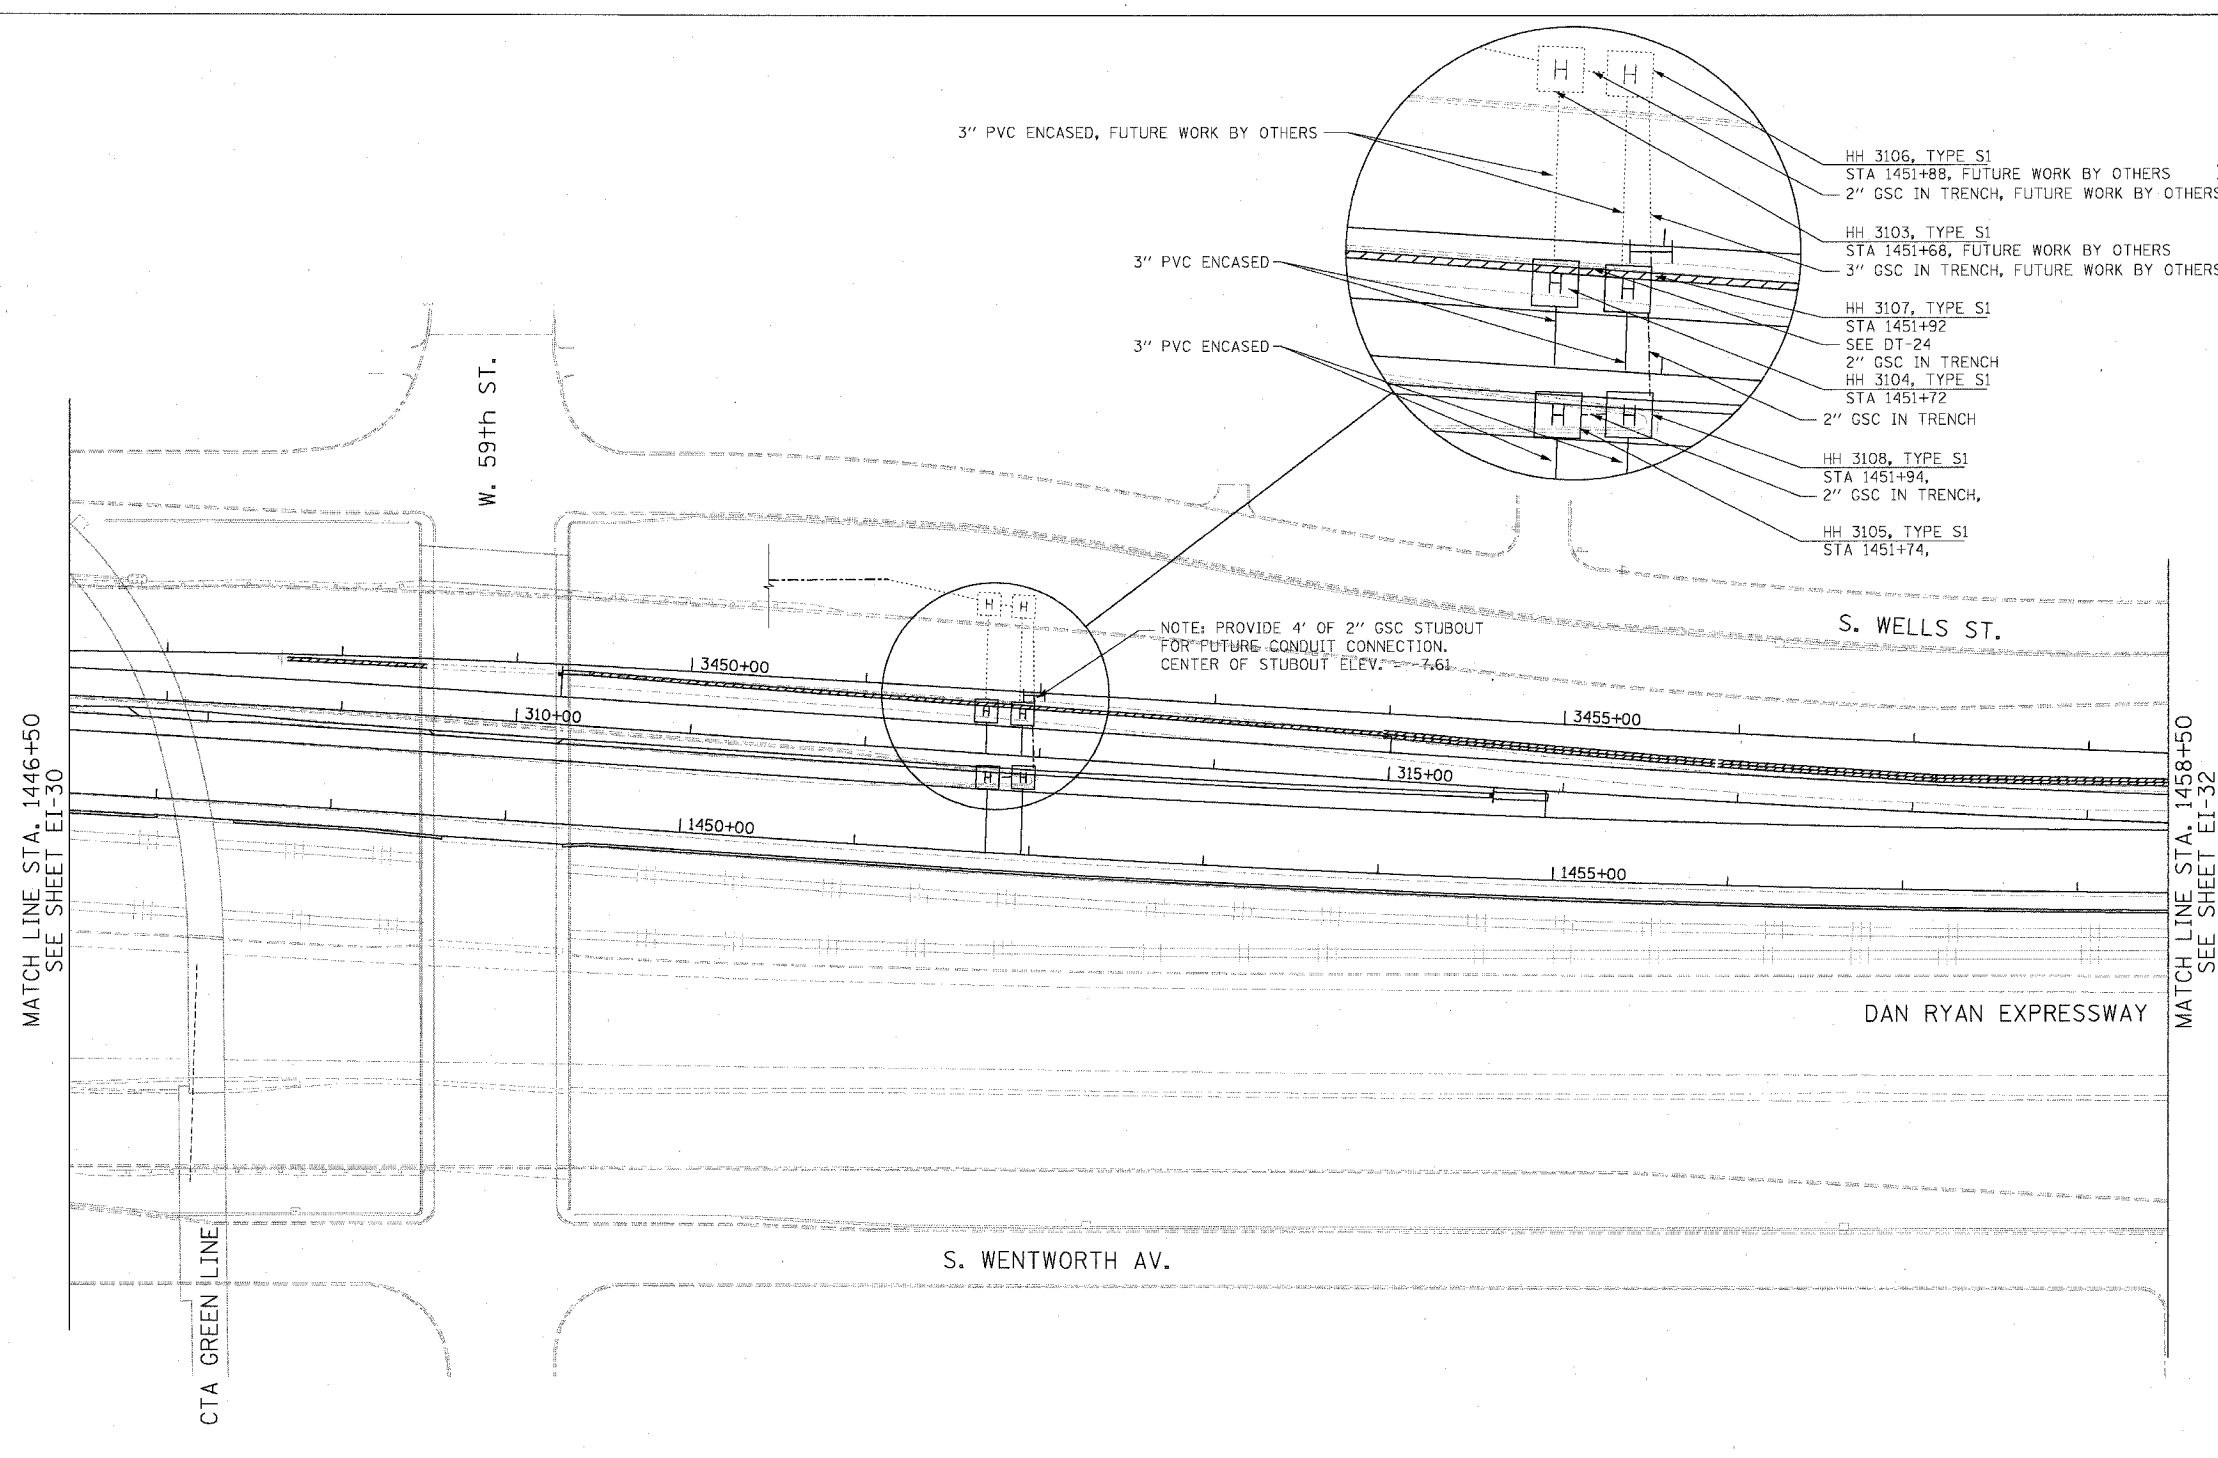 3" PVC ENCASED, FUTURE WORK BY OTHERS
3" PVC ENCASED
3" PVC ENCASED
H
H
H
H
H
H
HH 3106, TYPE S1
STA 1451+88, FUTURE WORK BY OTHERS
2" GSC IN TRENCH, FUTURE WORK BY OTHERS
HH 3103, TYPE S1
STA 1451+68, FUTURE WORK BY OTHERS
3" GSC IN TRENCH, FUTURE WORK BY OTHERS
HH 3107, TYPE S1
STA 1451+92
SEE DT-24
2" GSC IN TRENCH
HH 3104, TYPE S1
STA 1451+72
2" GSC IN TRENCH
HH 3108, TYPE S1
STA 1451+94,
2" GSC IN TRENCH,
HH 3105, TYPE S1
STA 1451+74,
W. 59th ST.
H
H
NOTE: PROVIDE 4' OF 2" GSC STUBOUT
FOR FUTURE CONDUIT CONNECTION.
CENTER OF STUBOUT ELEV. = -7.61
S. WELLS ST.
3450+00
3455+00
310+00
315+00
H
H
H
H
1450+00
1455+00
MATCH LINE STA. 1446+50
SEE SHEET EI-30
MATCH LINE STA. 1458+50
SEE SHEET EI-32
DAN RYAN EXPRESSWAY
S. WENTWORTH AV.
CTA GREEN LINE